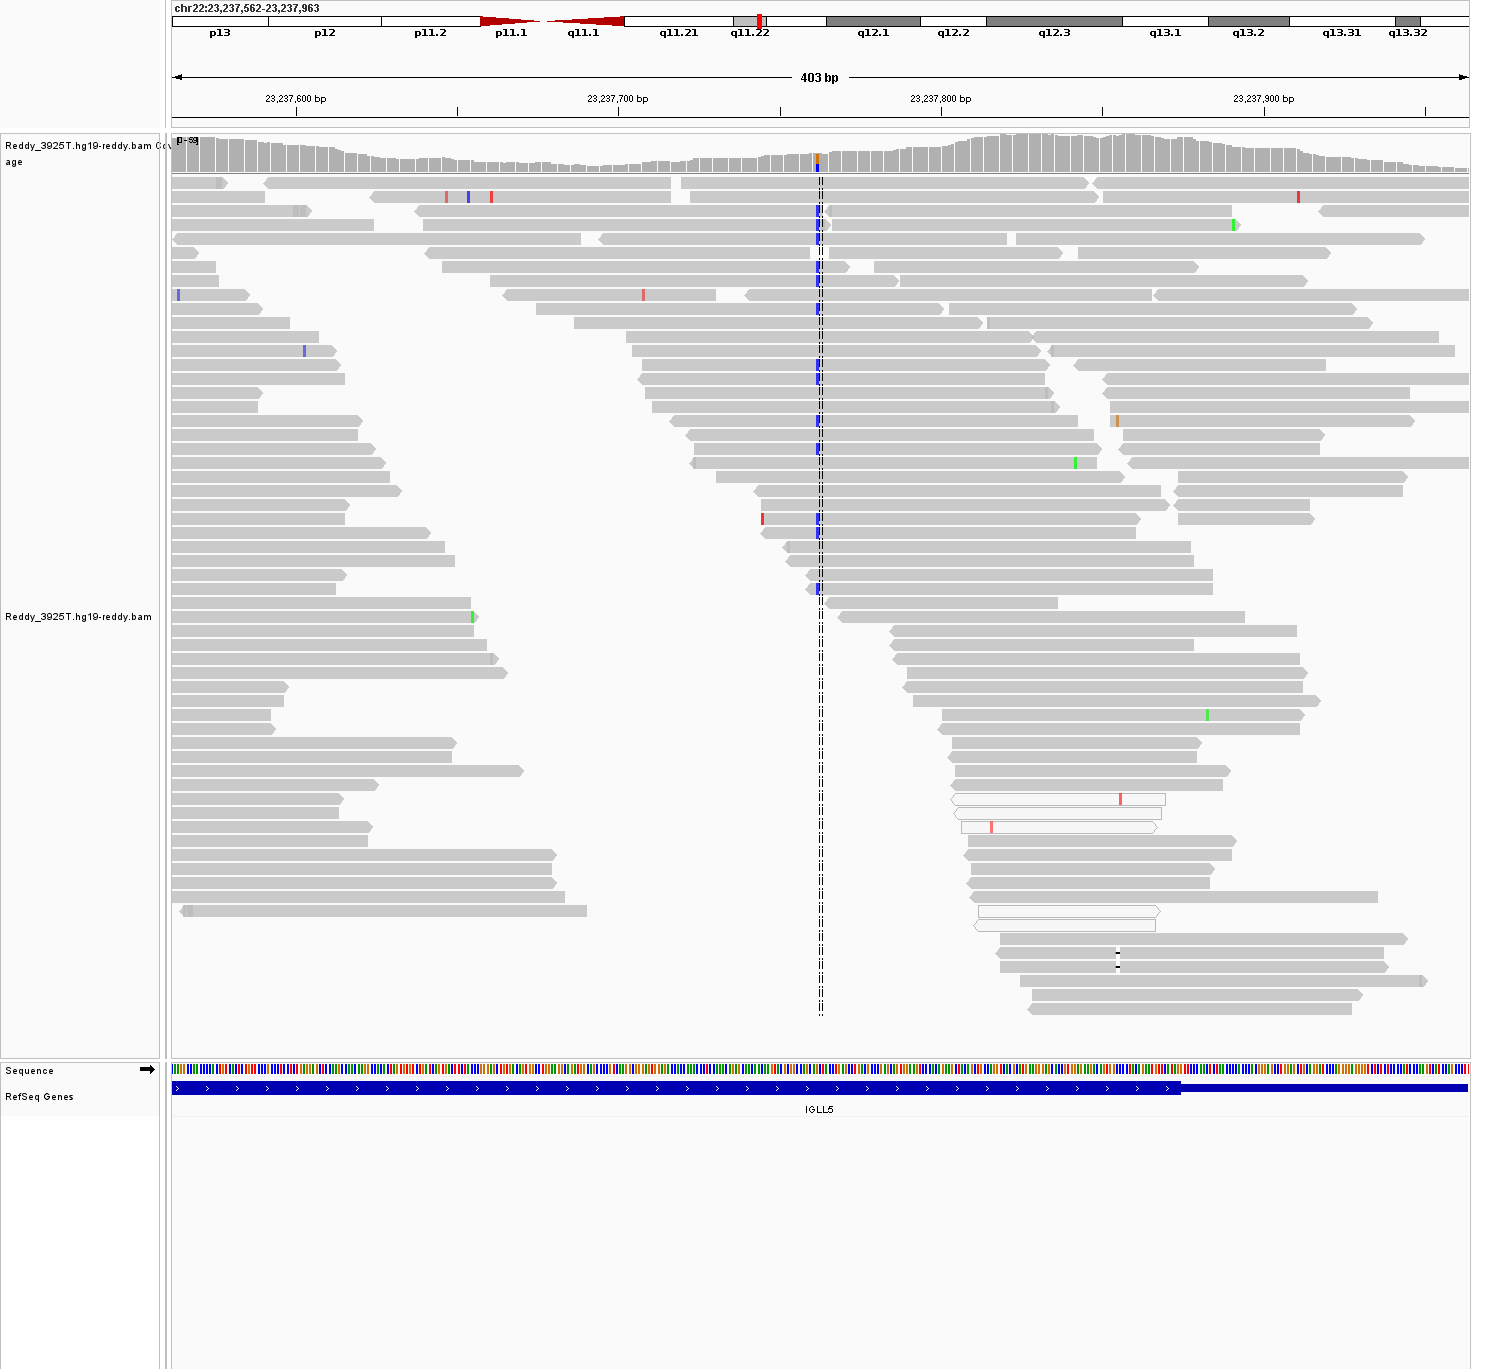 chr22:23,237,562-23,237,963
p13 p12 p11.2 p11.1 q11.1 q11.21 q11.22 q12.1 q12.2 q12.3 q13.1 q13.2 q13.31 q13.32
403 bp
23,237,600 bp 23,237,700 bp 23,237,800 bp 23,237,900 bp
Reddy_3925T.hg19-reddy.bam Cov
age
Reddy_3925T.hg19-reddy.bam
Sequence
RefSeq Genes
IGLL5